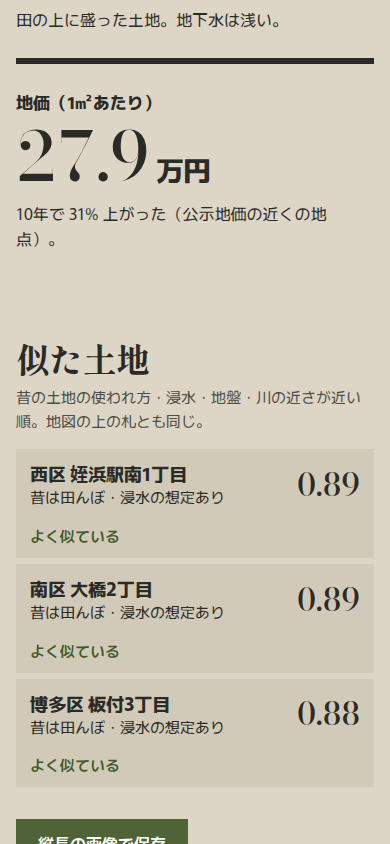 田の上に盛った土地。地下水は浅い。
地価（1㎡あたり）
27.9 万円
10年で 31% 上がった（公示地価の近くの地
点）。
似た土地
昔の土地の使われ方・浸水・地盤・川の近さが近い
順。地図の上の札とも同じ。
西区 姪浜駅南1丁目
0.89
昔は田んぼ・浸水の想定あり
よく似ている
南区 大橋2丁目
0.89
昔は田んぼ・浸水の想定あり
よく似ている
博多区 板付3丁目
0.88
昔は田んぼ・浸水の想定あり
よく似ている
縦長の画像で保存